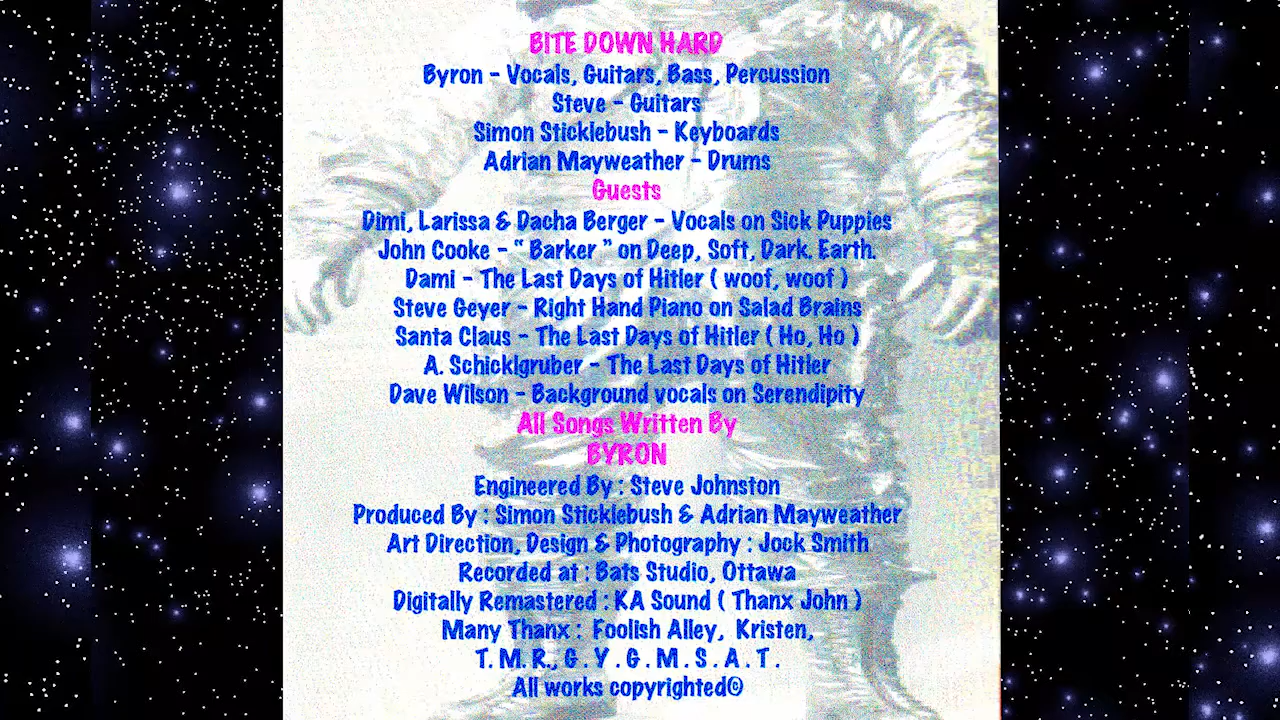 BITE DOWN HARD
Byron - Vocals, Guitars, Bass, Percussion
Steve - Guitars
Simon Sticklebush - Keyboards
Adrian Mayweather - Drums
Guests
Dimi, Larissa & Dacha Berger - Vocals on Sick Puppies
John Cooke - “ Barker ” on Deep, Soft, Dark. Earth.
Dami - The Last Days of Hitler ( woof, woof )
Steve Geyer - Right Hand Piano on Salad Brains
Santa Claus - The Last Days of Hitler ( Ho, Ho )
A. Schicklgruber - The Last Days of Hitler
Dave Wilson - Background vocals on Serendipity
All Songs Written By
BYRON
Engineered By : Steve Johnston
Produced By : Simon Sticklebush & Adrian Mayweather
Art Direction, Design & Photography : Jock Smith
Recorded at : Bats Studio, Ottawa
Digitally Remastered : KA Sound ( Thanx John )
Many Thanx : Foolish Alley, Kristen,
T. M. R., G . Y . G . M . S . A . T .
All works copyrighted©